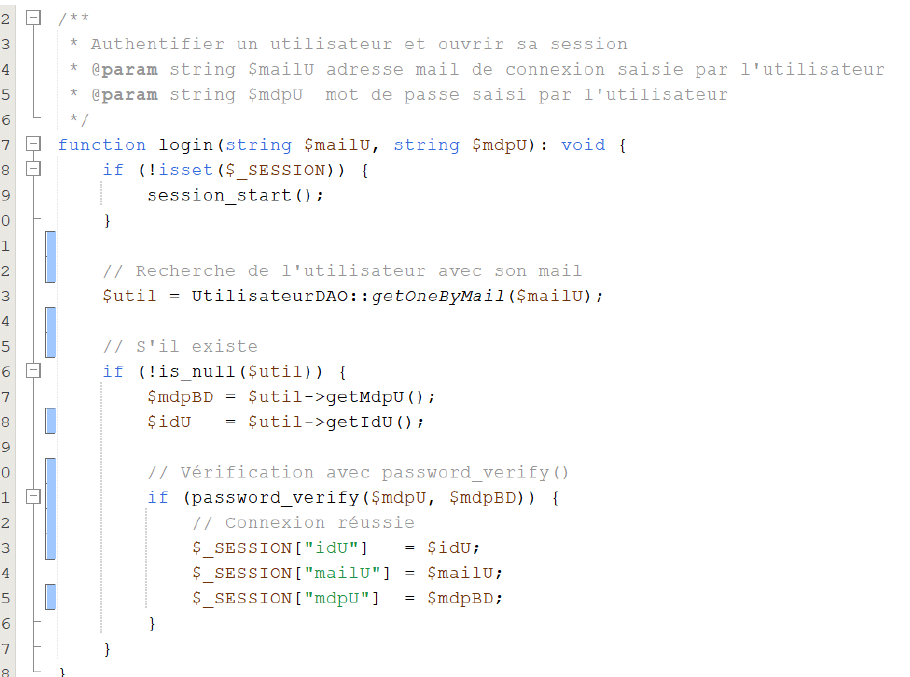 2 /**
3 * Authentifier un utilisateur et ouvrir sa session
4 * @param string $mailU adresse mail de connexion saisie par l'utilisateur
5 * @param string $mdpU  mot de passe saisi par l'utilisateur
6 */
7 function login(string $mailU, string $mdpU): void {
8 if (!isset($_SESSION)) {
9 session_start();
0 }
1
2 // Recherche de l'utilisateur avec son mail
3 $util = UtilisateurDAO::getOneByMail($mailU);
4
5 // S'il existe
6 if (!is_null($util)) {
7 $mdpBD = $util->getMdpU();
8 $idU   = $util->getIdU();
9
0 // Vérification avec password_verify()
1 if (password_verify($mdpU, $mdpBD)) {
2 // Connexion réussie
3 $_SESSION["idU"]   = $idU;
4 $_SESSION["mailU"] = $mailU;
5 $_SESSION["mdpU"]  = $mdpBD;
6 }
7 }
8 }